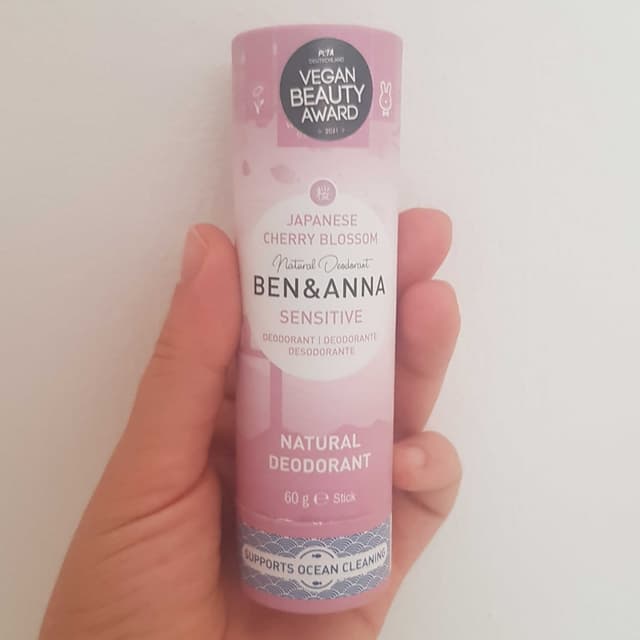 PETA
DEUTSCHLAND
VEGAN
BEAUTY
AWARD
2021
桜
JAPANESE
CHERRY BLOSSOM
Natural Deodorant
BEN&ANNA
SENSITIVE
DEODORANT | DEODORANTE
DESODORANTE
NATURAL
DEODORANT
60 g ℮ Stick
SUPPORTS OCEAN CLEANING